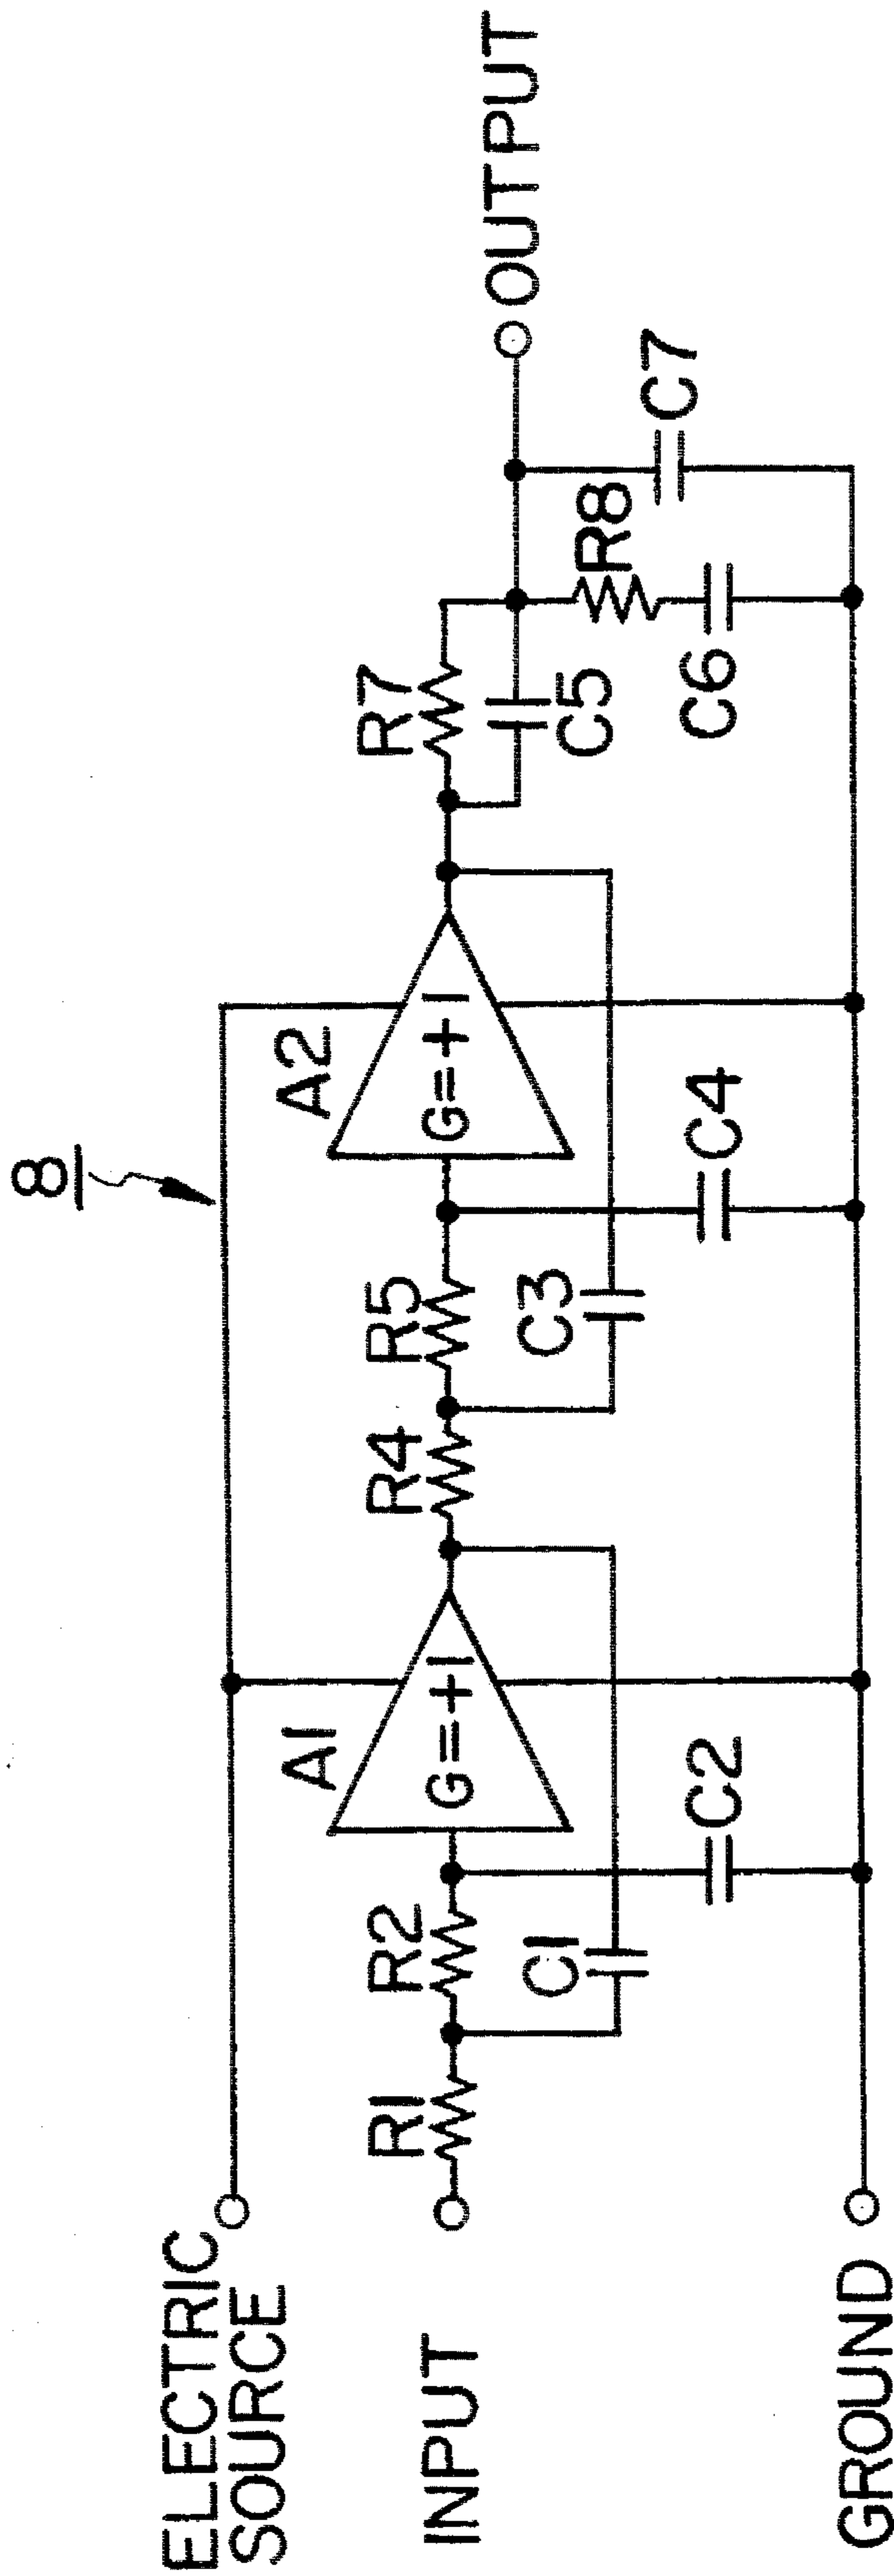 8
ELECTRIC
SOURCE
INPUT
GROUND
R1
R2
C1
C2
A1
G=+1
R4
R5
C3
C4
A2
G=+1
R7
C5
R8
C6
C7
OUTPUT